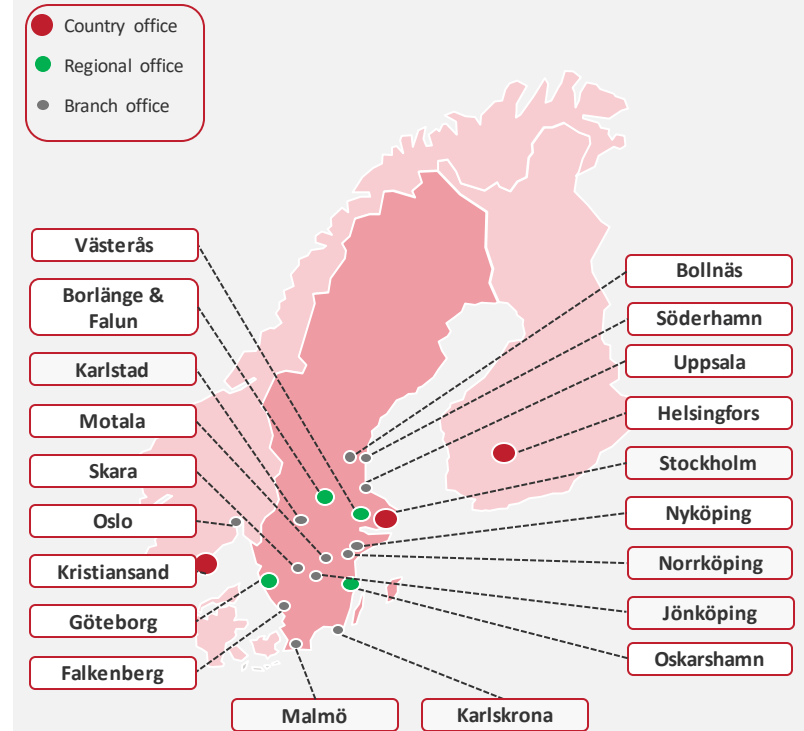 Country office
Regional office
Branch office
Västerås
Borlänge &
Falun
Karlstad
Motala
Skara
Oslo
Kristiansand
Göteborg
Falkenberg
Malmö
Karlskrona
Bollnäs
Söderhamn
Uppsala
Helsingfors
Stockholm
Nyköping
Norrköping
Jönköping
Oskarshamn